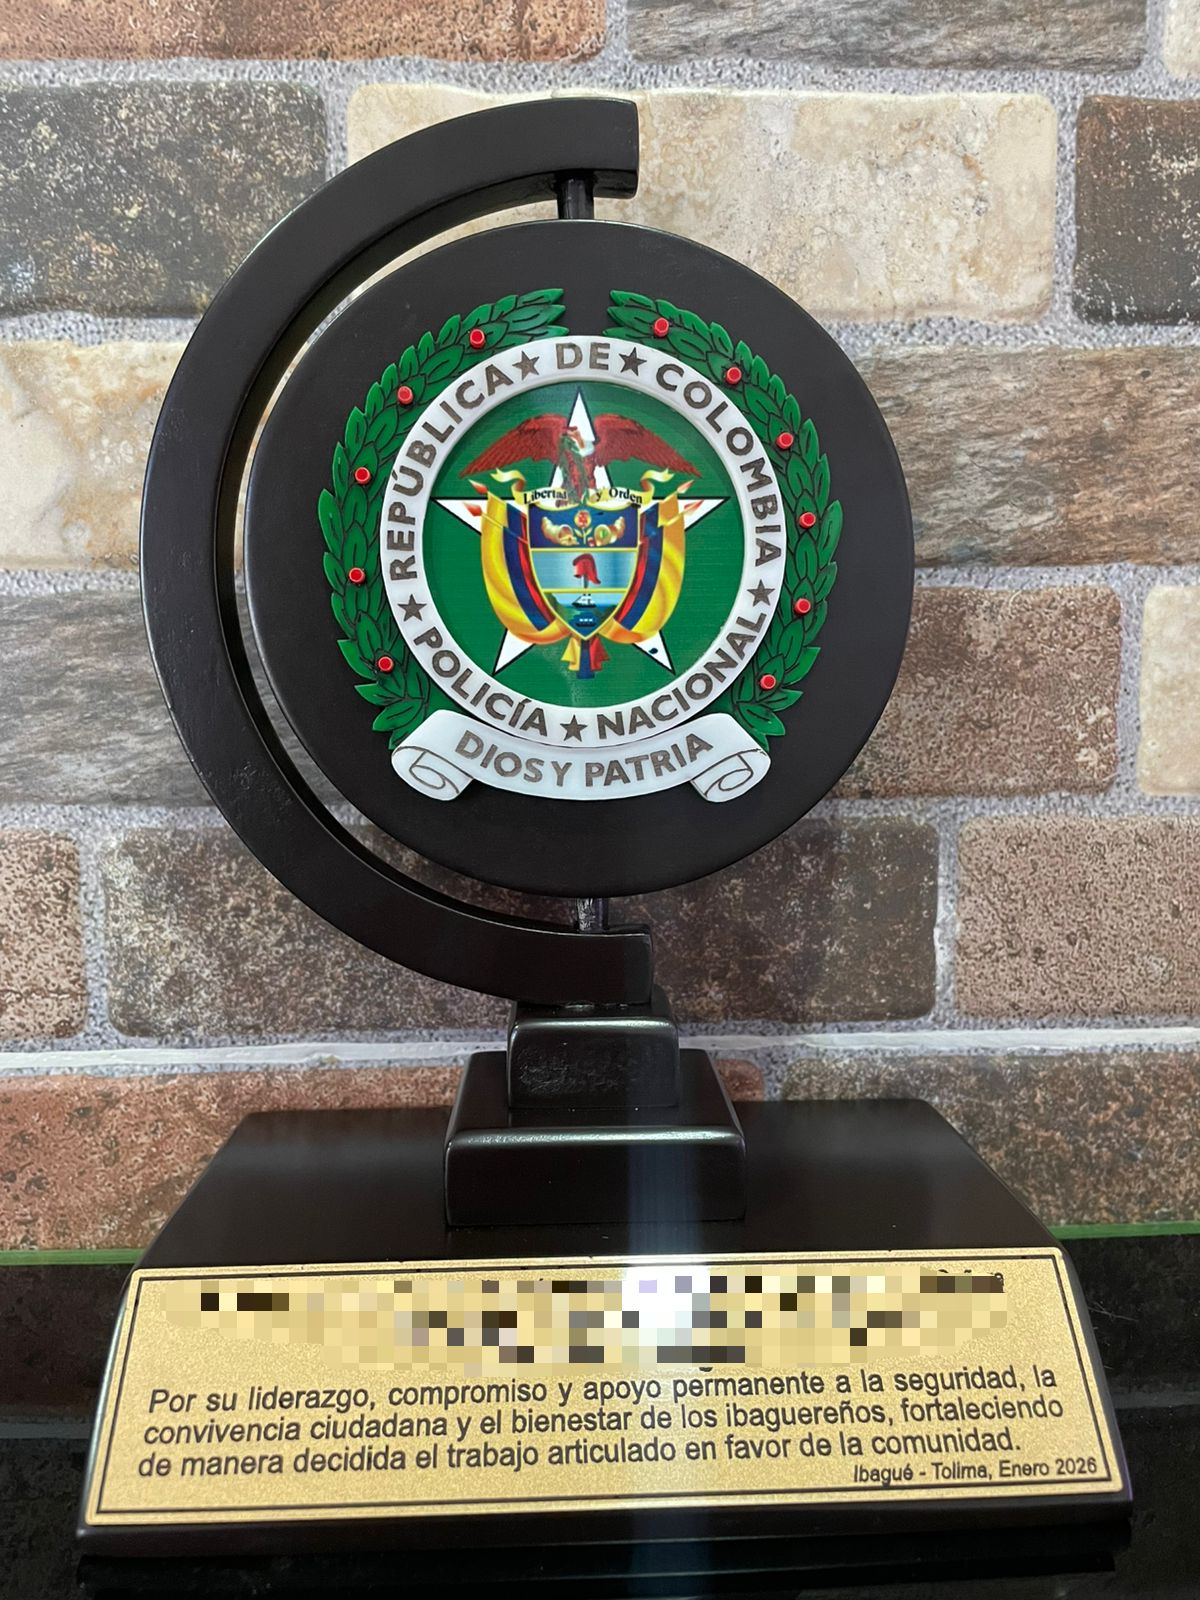 ★ REPÚBLICA ★ DE ★ COLOMBIA ★
Libertad y Orden
POLICÍA ★ NACIONAL
DIOS Y PATRIA
Por su liderazgo, compromiso y apoyo permanente a la seguridad, la
convivencia ciudadana y el bienestar de los ibaguereños, fortaleciendo
de manera decidida el trabajo articulado en favor de la comunidad.
Ibagué - Tolima, Enero 2026